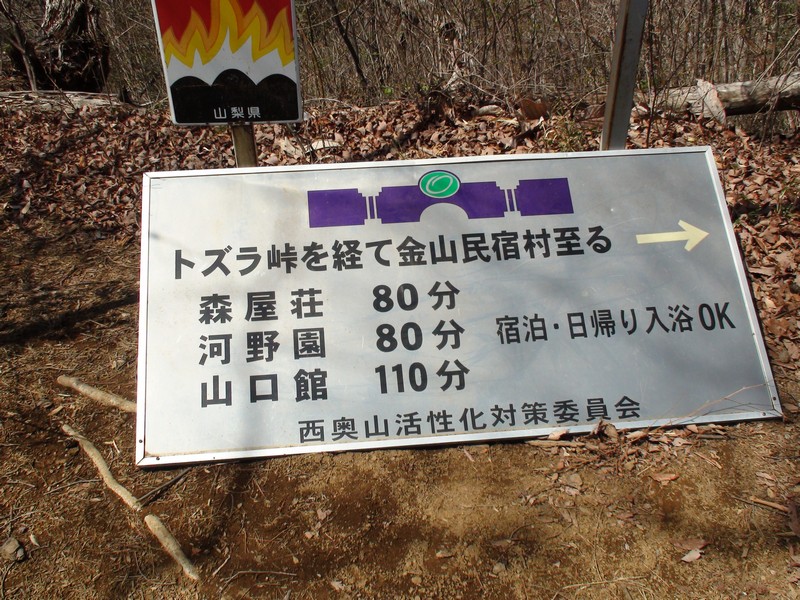 山梨県
トズラ峠を経て金山民宿村至る →
森屋荘 80分
河野園 80分
山口館 110分
宿泊・日帰り入浴OK
西奥山活性化対策委員会